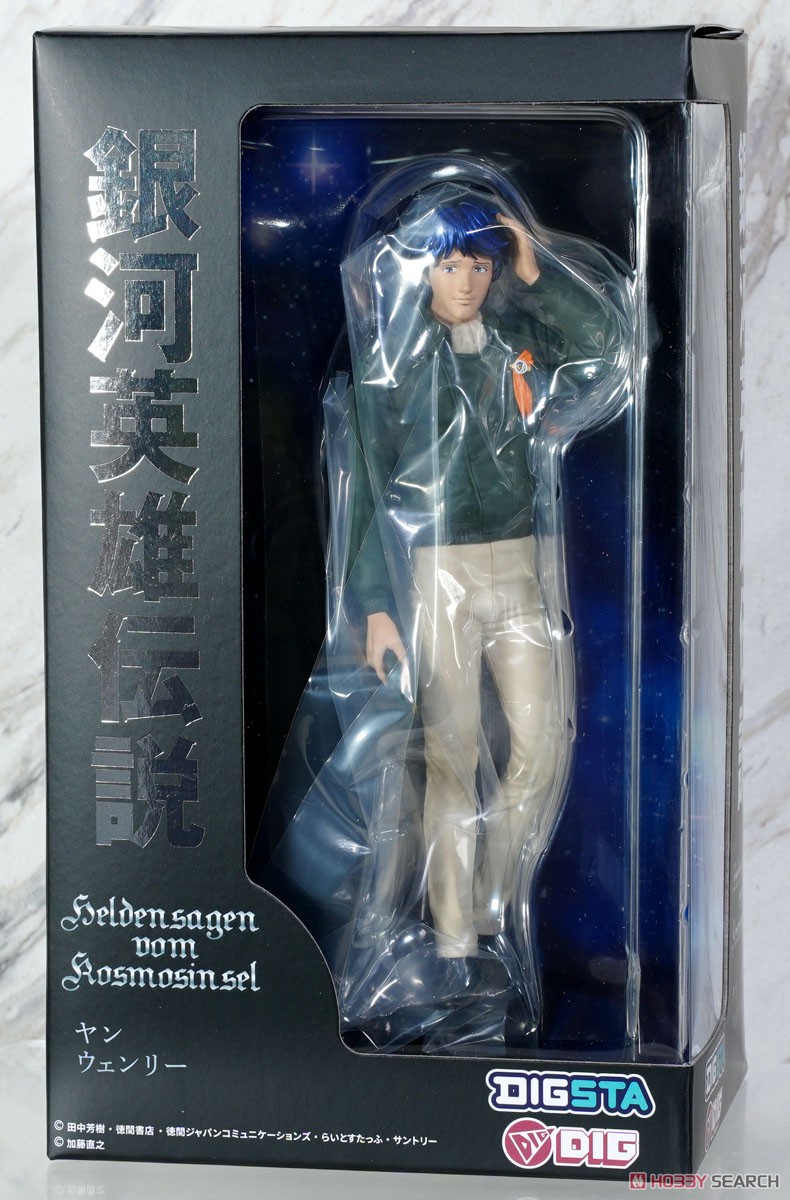 銀河英雄伝説
Heldensagen
vom
Kosmosinsel
ヤン
ウェンリー
DIGSTA
DIG
© 田中芳樹・徳間書店・徳間ジャパンコミュニケーションズ・らいとすたっふ・サントリー
© 加藤直之
DIGSTA
DIG
HOBBY SEARCH